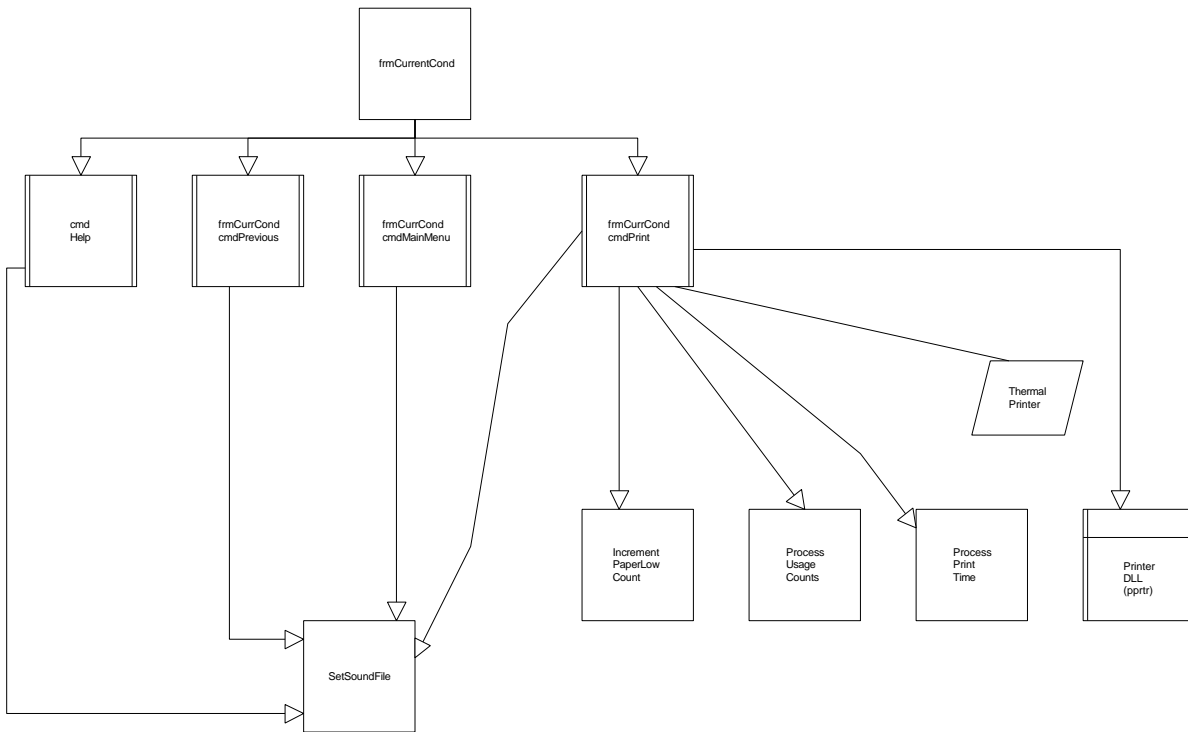 frmCurrentCond
cmd
Help
frmCurrCond
cmdPrevious
frmCurrCond
cmdMainMenu
frmCurrCond
cmdPrint
Thermal
Printer
Increment
PaperLow
Count
Process
Usage
Counts
Process
Print
Time
Printer
DLL
(pprtr)
SetSoundFile